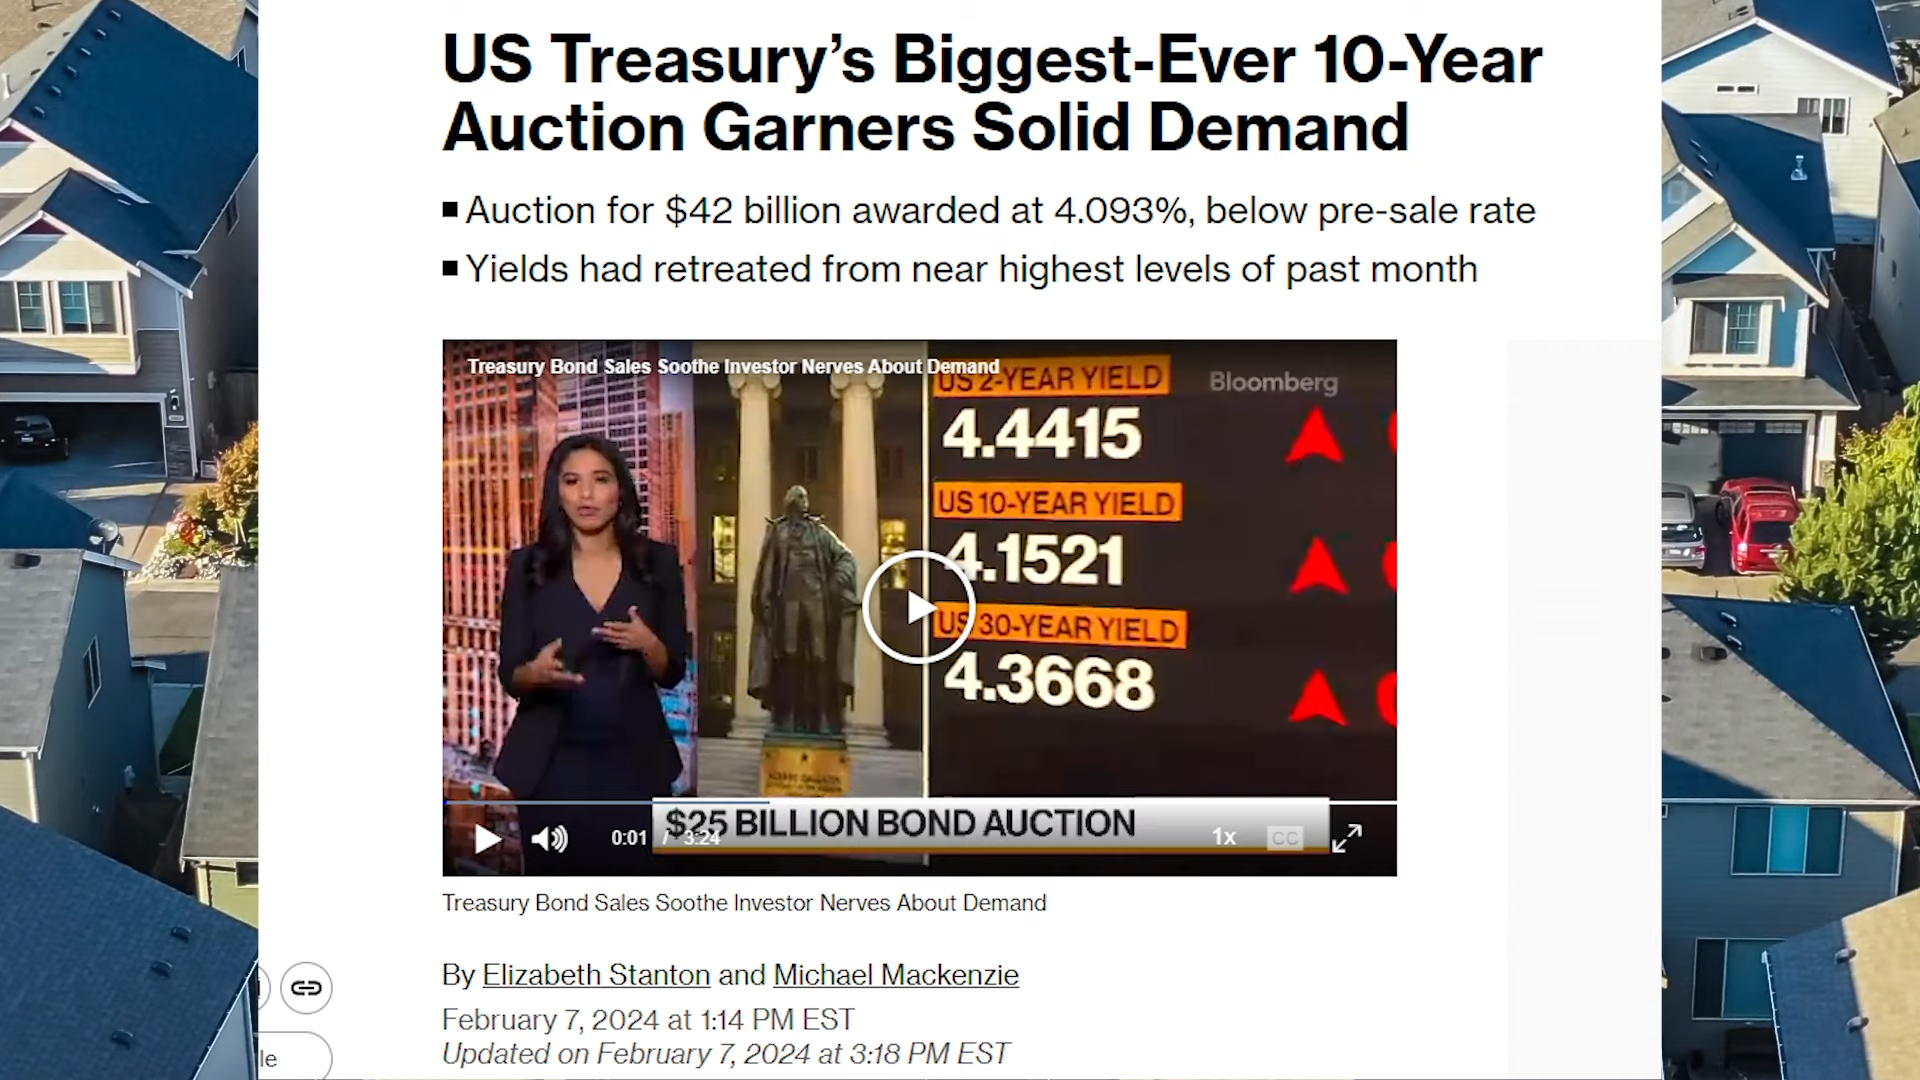 US Treasury’s Biggest-Ever 10-Year
Auction Garners Solid Demand
Auction for $42 billion awarded at 4.093%, below pre-sale rate
Yields had retreated from near highest levels of past month
Treasury Bond Sales Soothe Investor Nerves About Demand
Bloomberg
US 2-YEAR YIELD
4.4415
US 10-YEAR YIELD
4.1521
US 30-YEAR YIELD
4.3668
$25 BILLION BOND AUCTION
0:01 / 3:24
1x
CC
Treasury Bond Sales Soothe Investor Nerves About Demand
By Elizabeth Stanton and Michael Mackenzie
February 7, 2024 at 1:14 PM EST
Updated on February 7, 2024 at 3:18 PM EST